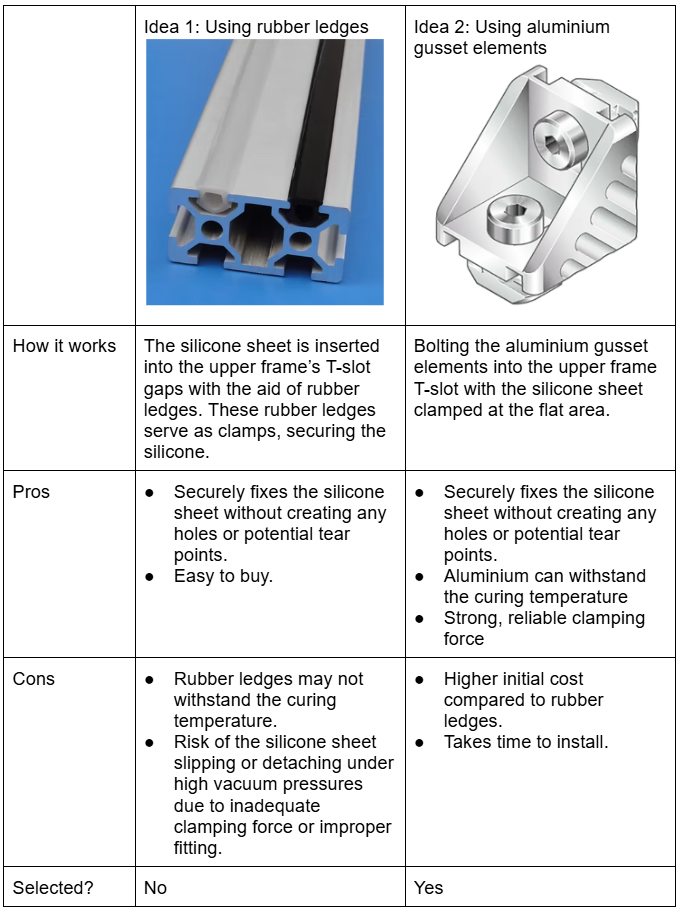 Idea 1: Using rubber ledges
Idea 2: Using aluminium
gusset elements
How it works
The silicone sheet is inserted
into the upper frame’s T-slot
gaps with the aid of rubber
ledges. These rubber ledges
serve as clamps, securing the
silicone.
Bolting the aluminium gusset
elements into the upper frame
T-slot with the silicone sheet
clamped at the flat area.
Pros
● Securely fixes the silicone
sheet without creating any
holes or potential tear
points.
● Easy to buy.
● Securely fixes the silicone
sheet without creating any
holes or potential tear
points.
● Aluminium can withstand
the curing temperature
● Strong, reliable clamping
force
Cons
● Rubber ledges may not
withstand the curing
temperature.
● Risk of the silicone sheet
slipping or detaching under
high vacuum pressures
due to inadequate
clamping force or improper
fitting.
● Higher initial cost
compared to rubber
ledges.
● Takes time to install.
Selected?
No
Yes